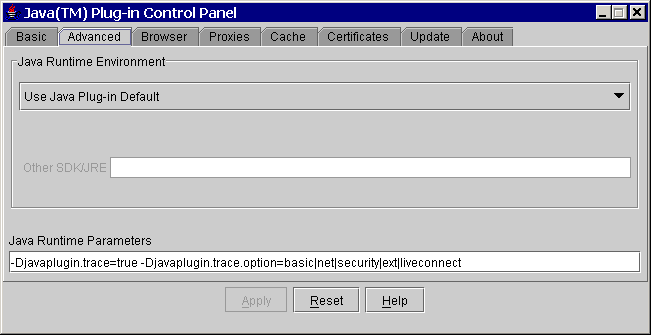 Java(TM) Plug-in Control Panel
Basic Advanced Browser Proxies Cache Certificates Update About
Java Runtime Environment
Use Java Plug-in Default
Other SDK/JRE
Java Runtime Parameters
-Djavaplugin.trace=true -Djavaplugin.trace.option=basic|net|security|ext|liveconnect
Apply Reset Help